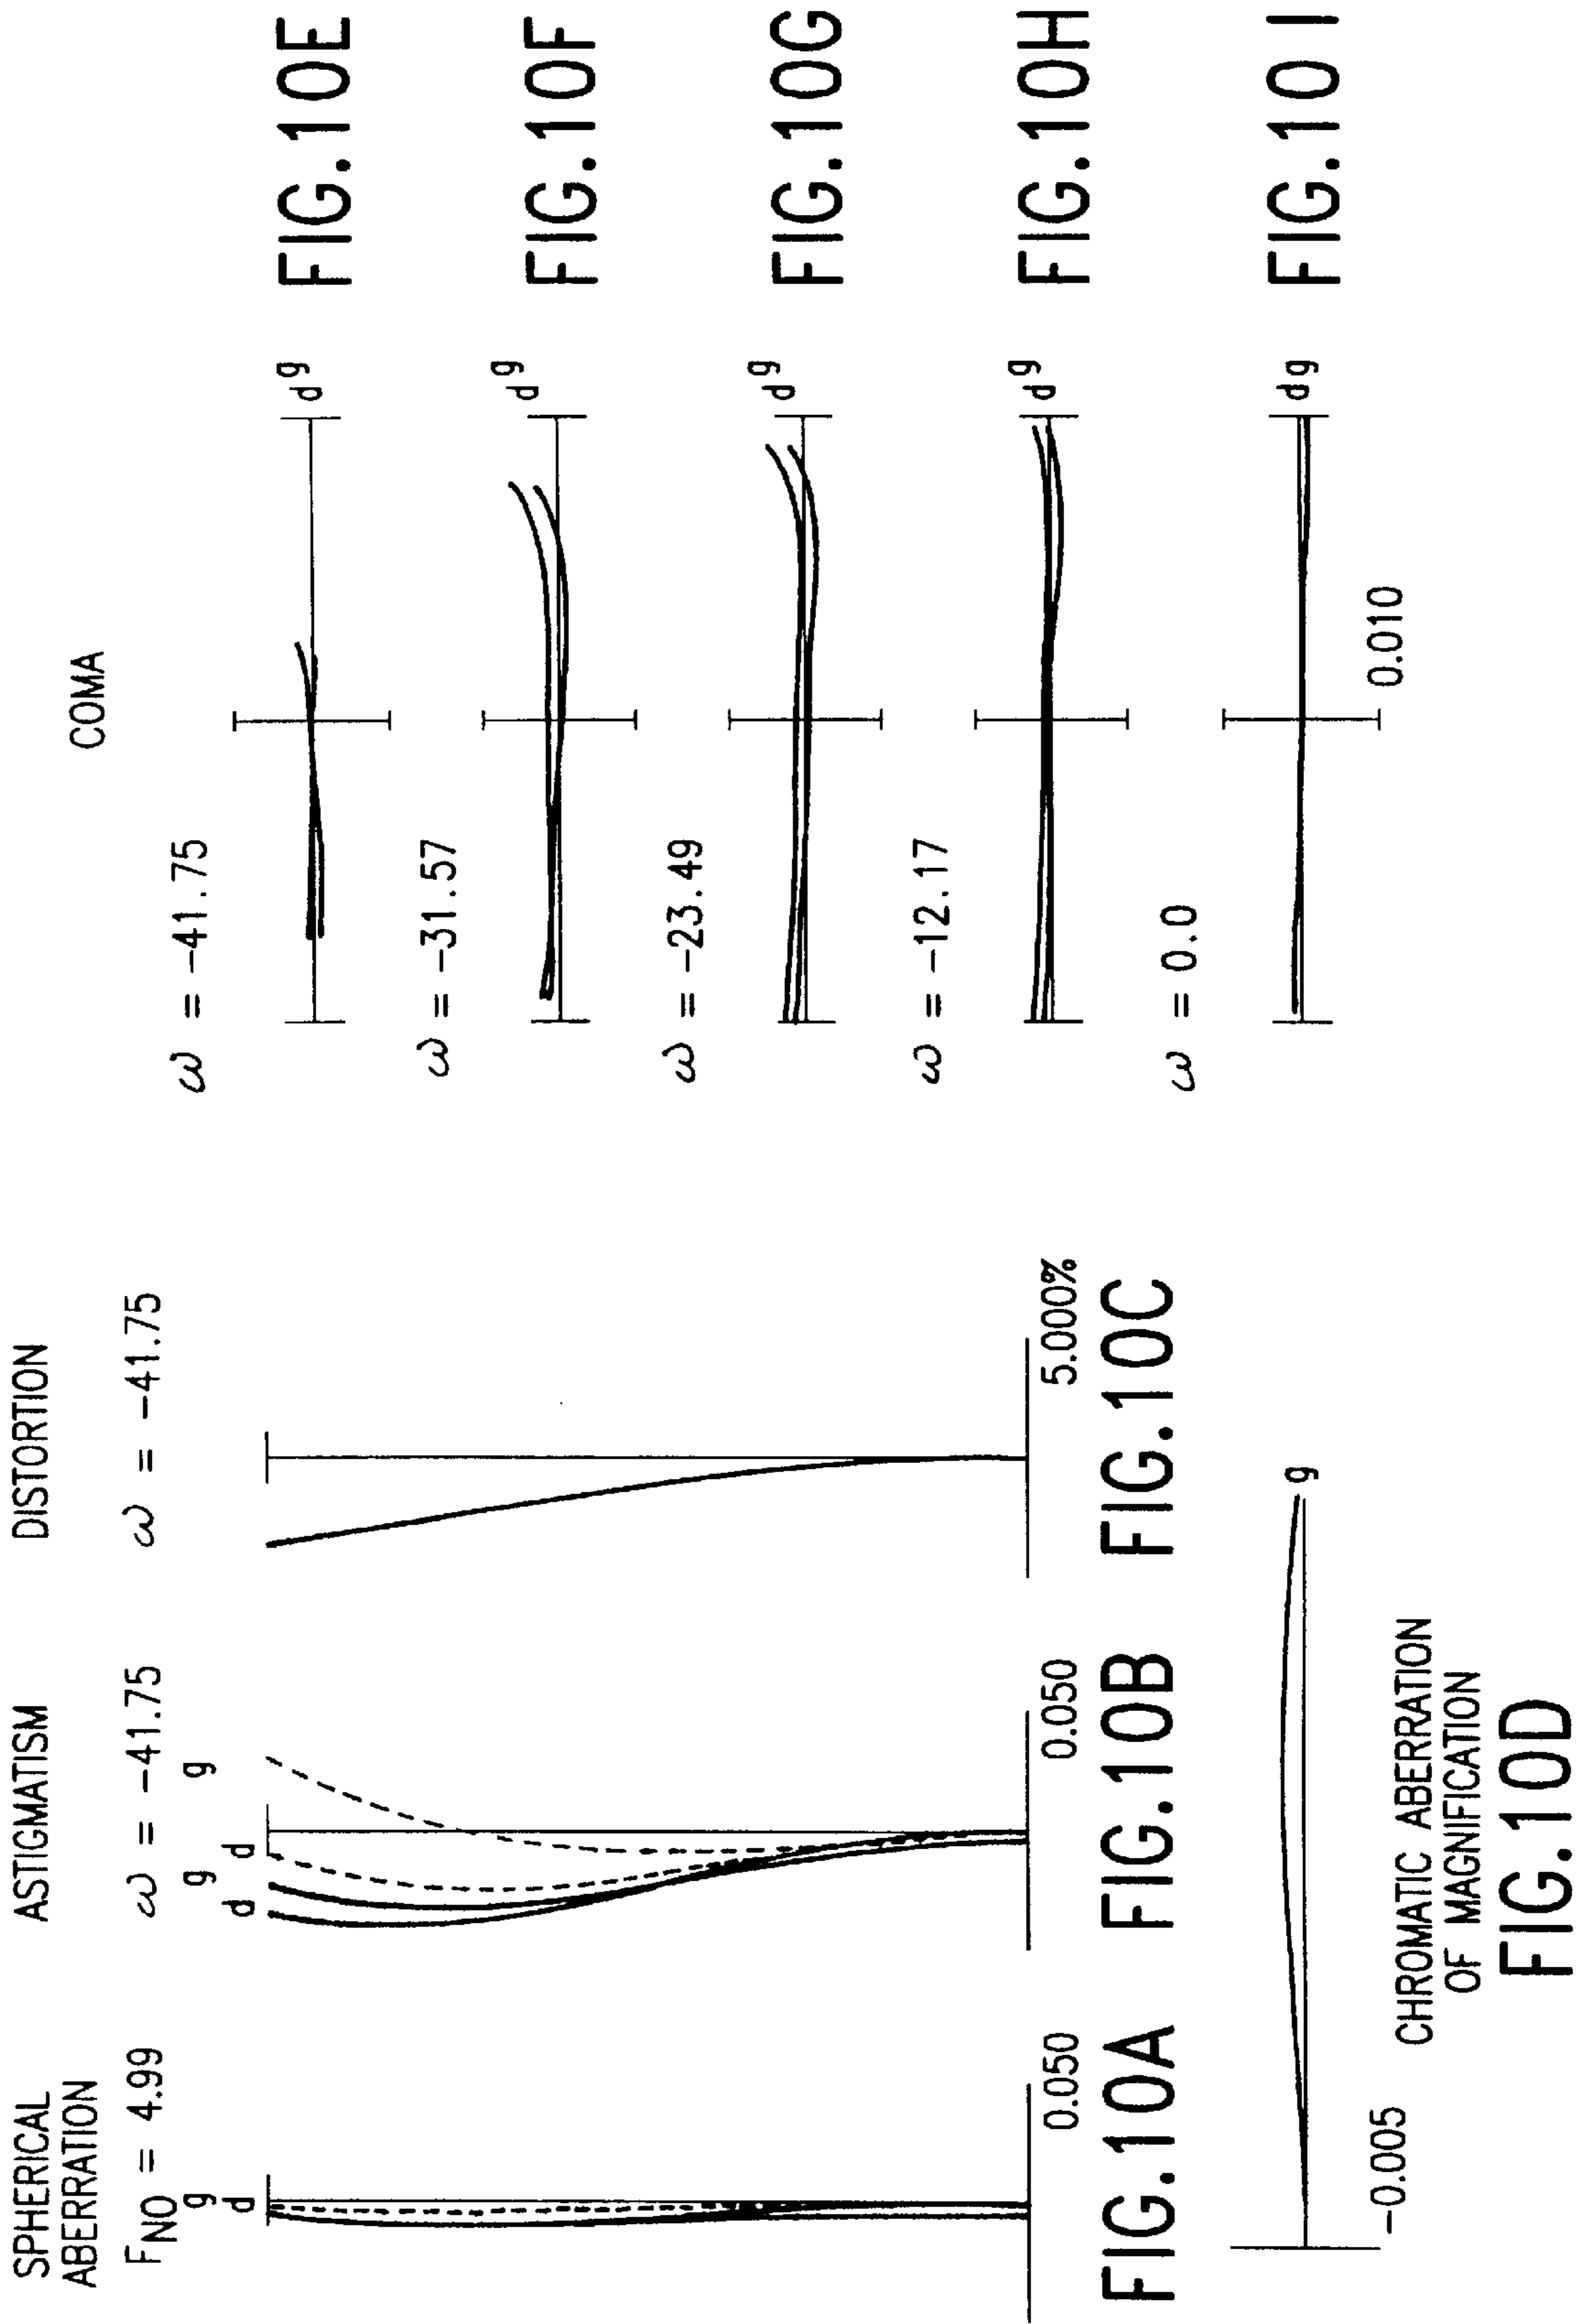 SPHERICAL
ABERRATION
FNO = 4.99
g
d
0.050
FIG.10A
ASTIGMATISM
ω = -41.75
d
g
d
g
0.050
FIG.10B
DISTORTION
ω = -41.75
5.000%
FIG.10C
-0.005
g
CHROMATIC ABERRATION
OF MAGNIFICATION
FIG.10D
COMA
ω = -41.75
d g
FIG.10E
ω = -31.57
d g
FIG.10F
ω = -23.49
d g
FIG.10G
ω = -12.17
d g
FIG.10H
ω = 0.0
d g
0.010
FIG.10I